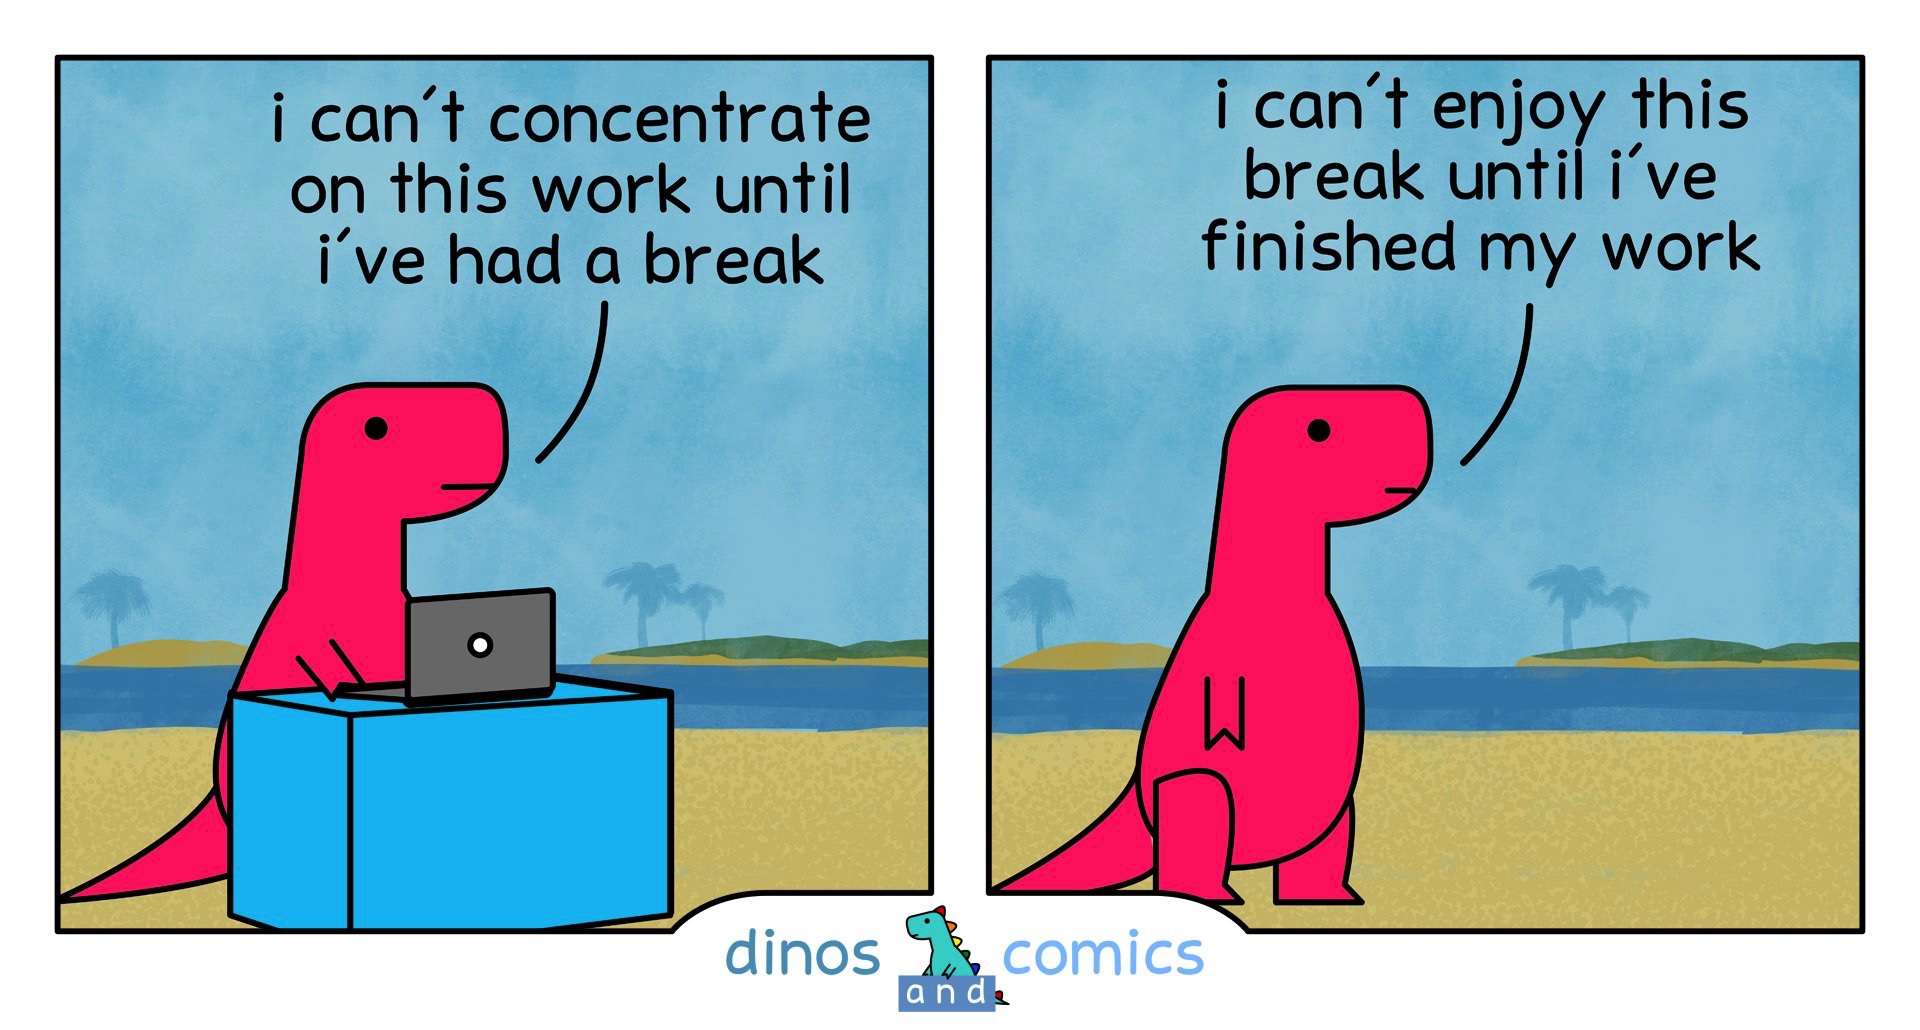 i can´t concentrate
on this work until
i´ve had a break
i can´t enjoy this
break until i´ve
finished my work
dinos and comics